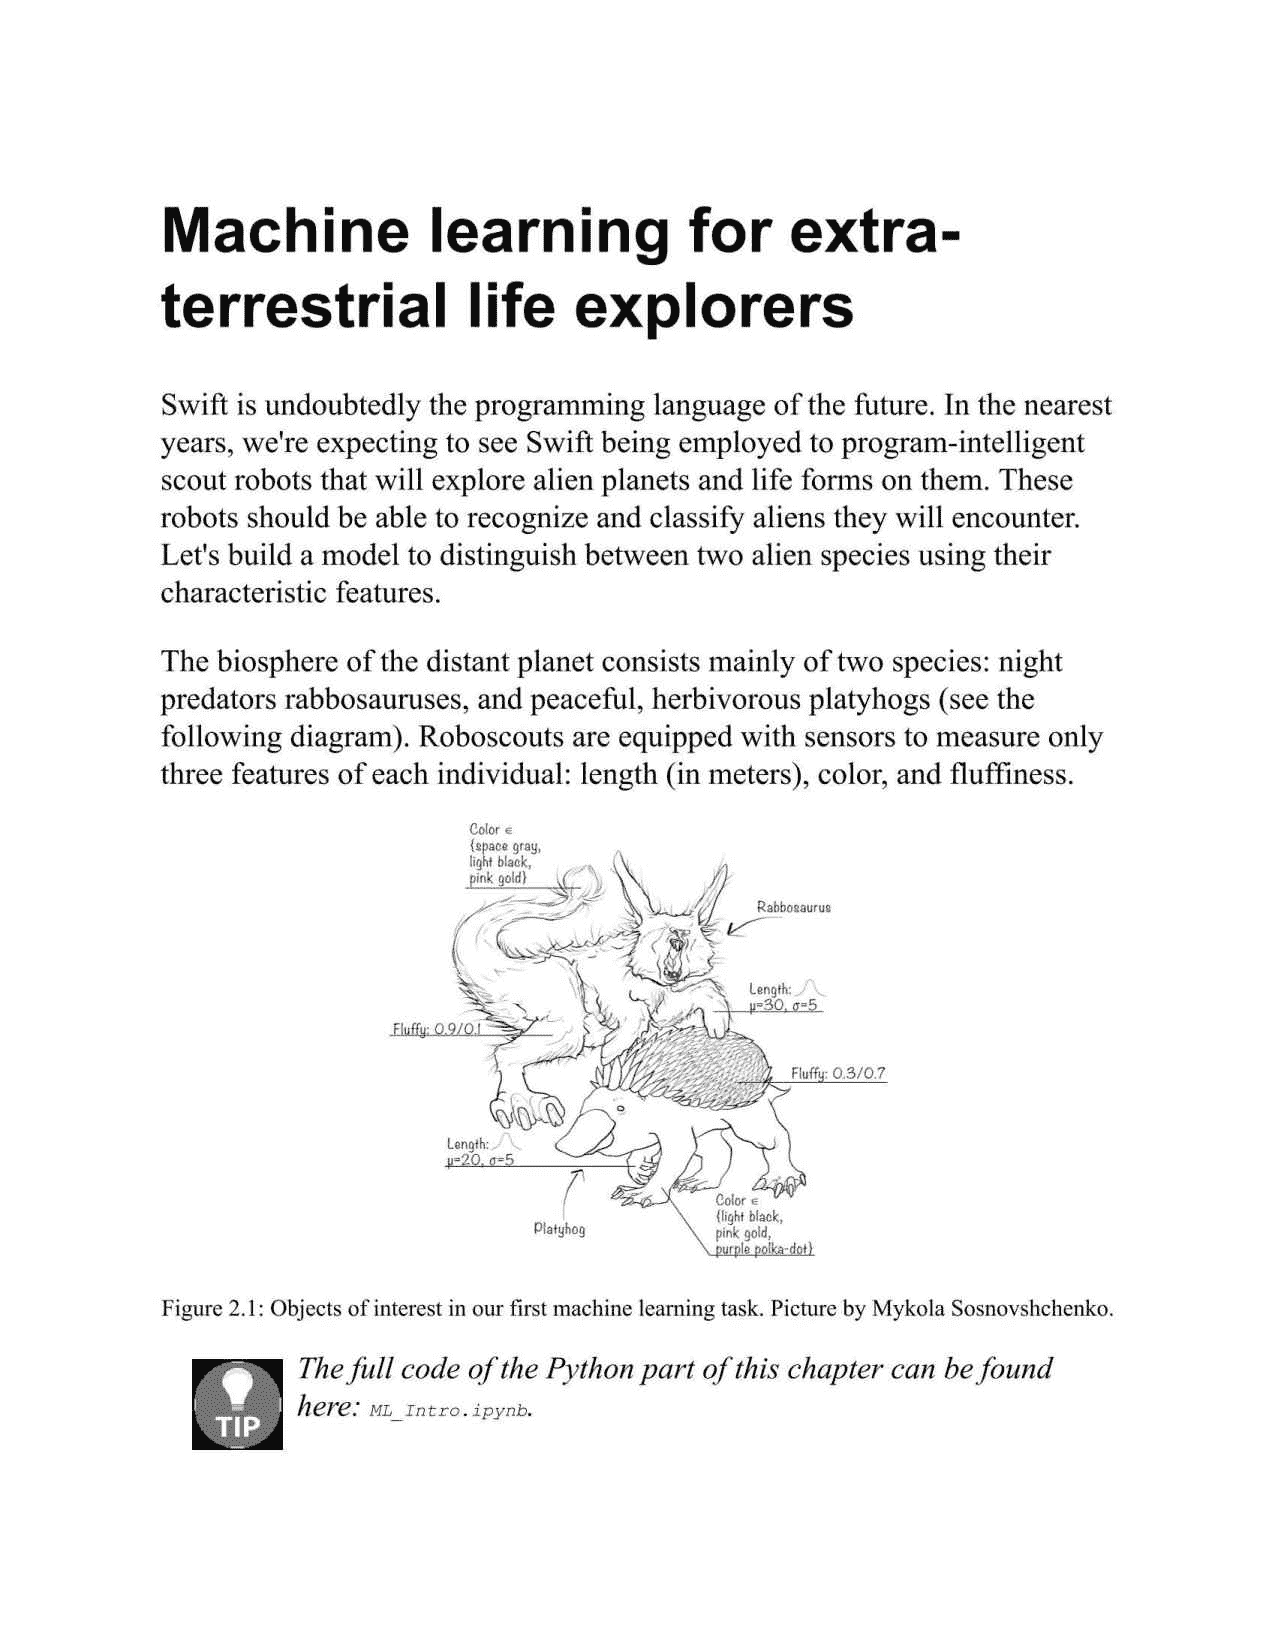 Machine learning for extra-
terrestrial life explorers
Swift is undoubtedly the programming language of the future. In the nearest
years, we're expecting to see Swift being employed to program-intelligent
scout robots that will explore alien planets and life forms on them. These
robots should be able to recognize and classify aliens they will encounter.
Let's build a model to distinguish between two alien species using their
characteristic features.
The biosphere of the distant planet consists mainly of two species: night
predators rabbosauruses, and peaceful, herbivorous platyhogs (see the
following diagram). Roboscouts are equipped with sensors to measure only
three features of each individual: length (in meters), color, and fluffiness.
Color ∈
{space gray,
light black,
pink gold}
Rabbosaurus
Length:
μ=30, σ=5
Fluffy: 0.9/0.1
Fluffy: 0.3/0.7
Length:
μ=20, σ=5
Platyhog
Color ∈
{light black,
pink gold,
purple polka-dot}
Figure 2.1: Objects of interest in our first machine learning task. Picture by Mykola Sosnovshchenko.
TIP
The full code of the Python part of this chapter can be found
here: ML_Intro.ipynb.